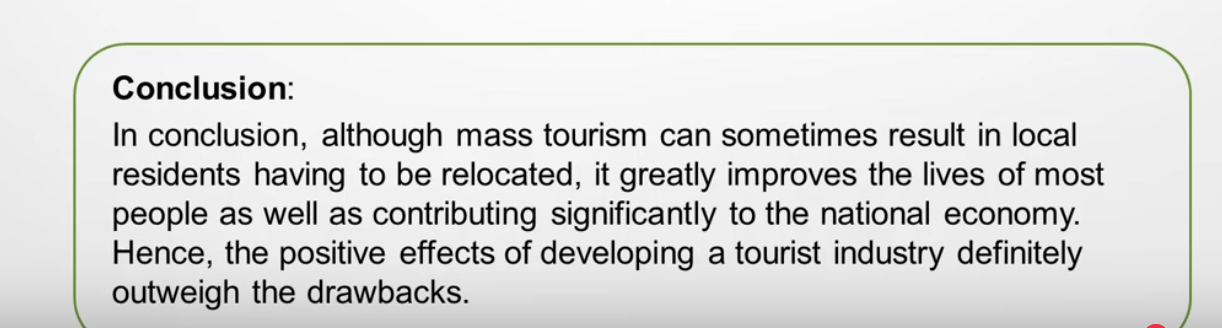 Conclusion:
In conclusion, although mass tourism can sometimes result in local
residents having to be relocated, it greatly improves the lives of most
people as well as contributing significantly to the national economy.
Hence, the positive effects of developing a tourist industry definitely
outweigh the drawbacks.